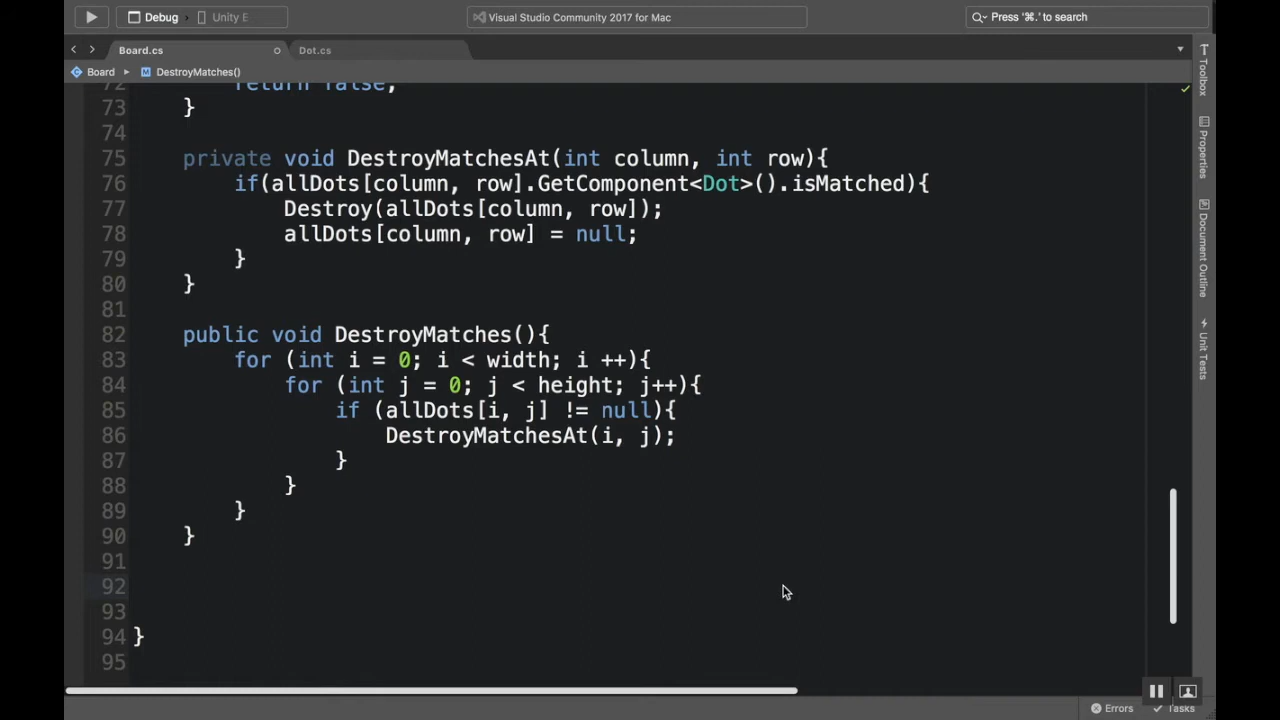 Debug Unity E
Visual Studio Community 2017 for Mac
Press '⌘.' to search
Board.cs
Dot.cs
Board
DestroyMatches()
72 return false;
73 }
74
75 private void DestroyMatchesAt(int column, int row){
76 if(allDots[column, row].GetComponent<Dot>().isMatched){
77 Destroy(allDots[column, row]);
78 allDots[column, row] = null;
79 }
80 }
81
82 public void DestroyMatches(){
83 for (int i = 0; i < width; i ++){
84 for (int j = 0; j < height; j++){
85 if (allDots[i, j] != null){
86 DestroyMatchesAt(i, j);
87 }
88 }
89 }
90 }
91
92
93
94 }
95
Toolbox
Properties
Document Outline
Unit Tests
Errors
Tasks